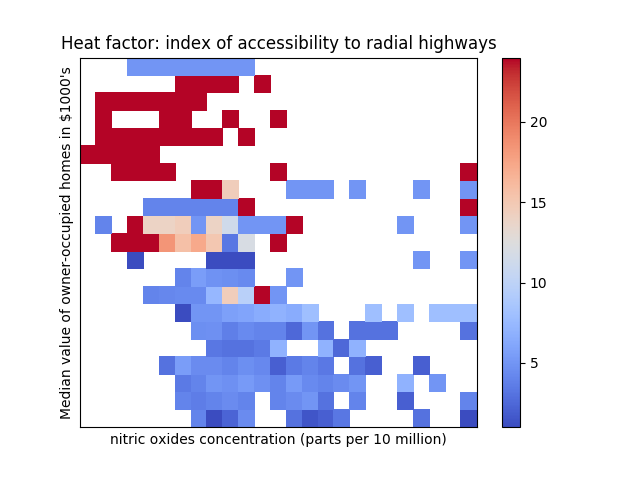 Heat factor: index of accessibility to radial highways
Median value of owner-occupied homes in $1000's
nitric oxides concentration (parts per 10 million)
20
15
10
5